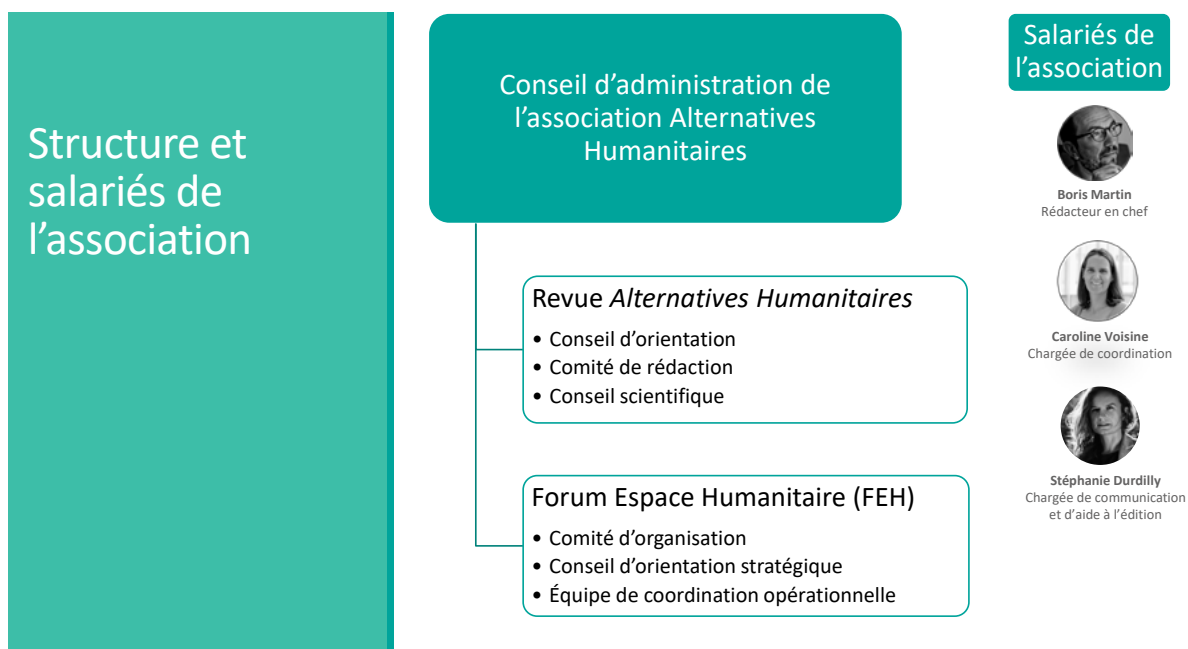 Structure et
salariés de
l’association
Conseil d’administration de
l’association Alternatives
Humanitaires
Revue Alternatives Humanitaires
• Conseil d’orientation
• Comité de rédaction
• Conseil scientifique
Forum Espace Humanitaire (FEH)
• Comité d’organisation
• Conseil d’orientation stratégique
• Équipe de coordination opérationnelle
Salariés de
l’association
Boris Martin
Rédacteur en chef
Caroline Voisine
Chargée de coordination
Stéphanie Durdilly
Chargée de communication
et d’aide à l’édition